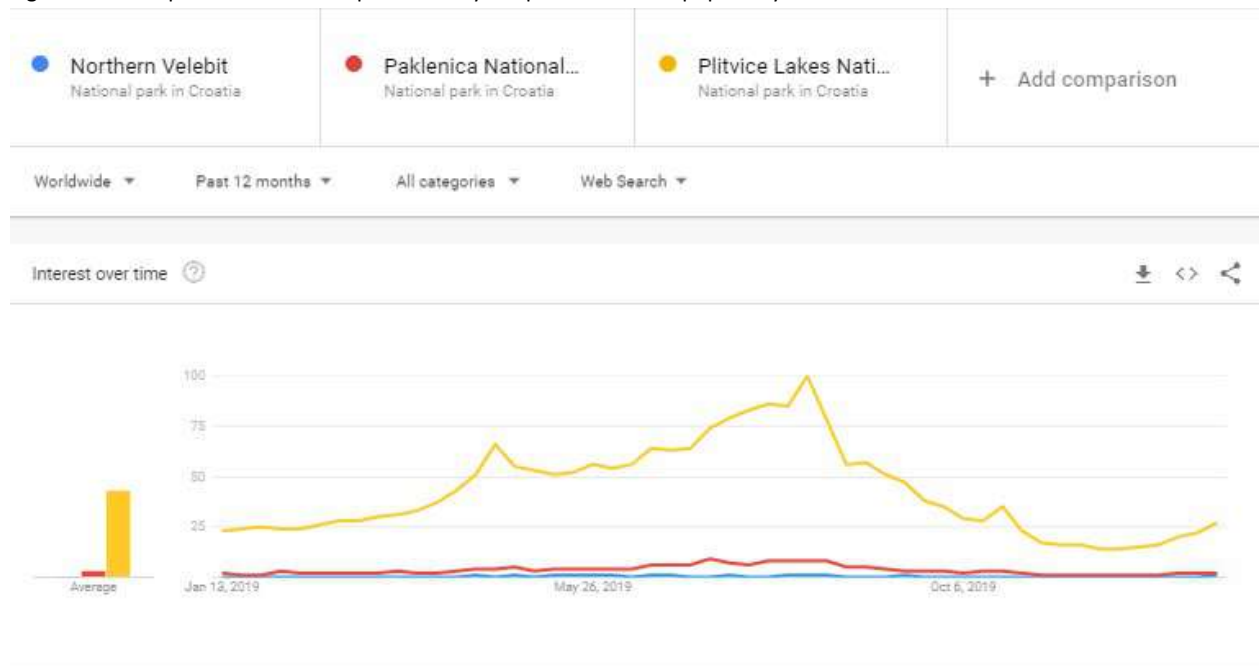 Northern Velebit
National park in Croatia
Paklenica National...
National park in Croatia
Plitvice Lakes Nati...
National park in Croatia
+ Add comparison
Worldwide
Past 12 months
All categories
Web Search
Interest over time
100
75
50
25
Average
Jan 13, 2019
May 26, 2019
Oct 6, 2019